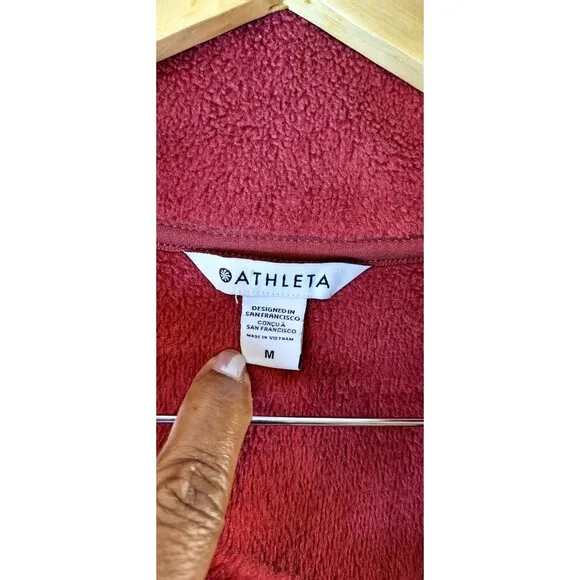 ATHLETA
DESIGNED IN
SAN FRANCISCO
CONÇU À
SAN FRANCISCO
MADE IN VIETNAM
M